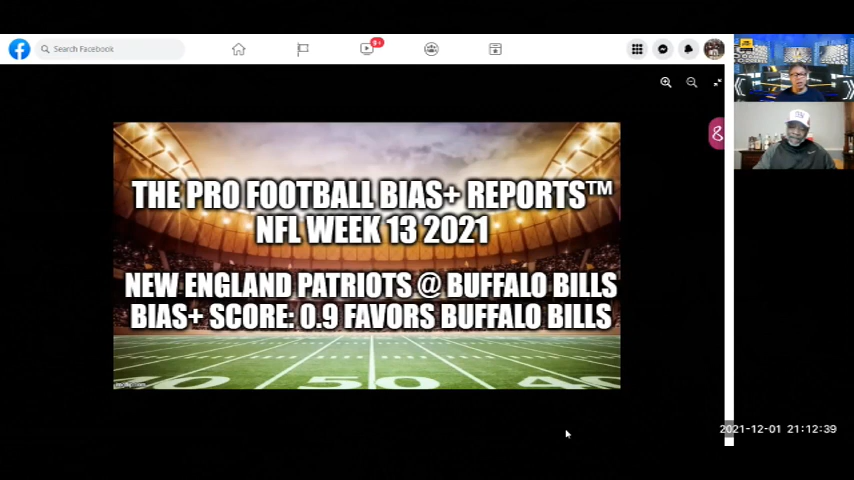 Search Facebook
9+
THE PRO FOOTBALL BIAS+ REPORTS™
NFL WEEK 13 2021
NEW ENGLAND PATRIOTS @ BUFFALO BILLS
BIAS+ SCORE: 0.9 FAVORS BUFFALO BILLS
50
2021-12-01 21:12:39